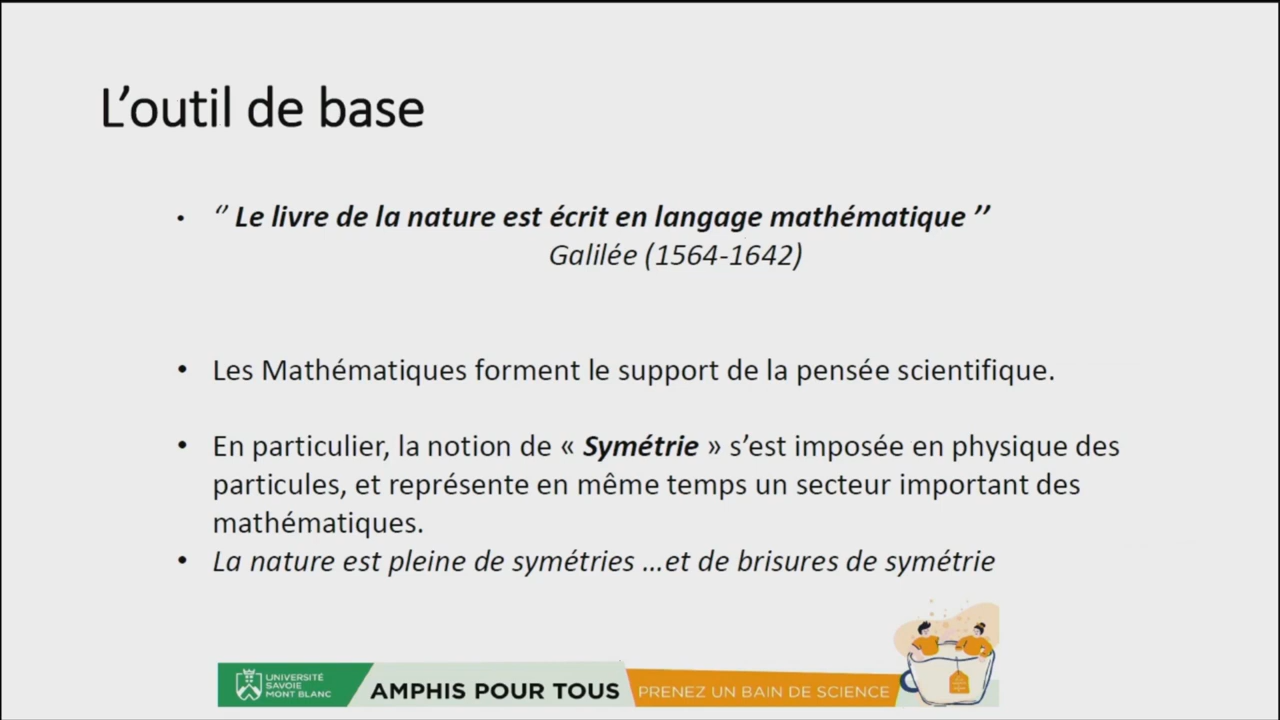 L’outil de base
• ‘’ Le livre de la nature est écrit en langage mathématique ’’
Galilée (1564-1642)
• Les Mathématiques forment le support de la pensée scientifique.
• En particulier, la notion de « Symétrie » s’est imposée en physique des
particules, et représente en même temps un secteur important des
mathématiques.
• La nature est pleine de symétries …et de brisures de symétrie
UNIVERSITÉ
SAVOIE
MONT BLANC
AMPHIS POUR TOUS
PRENEZ UN BAIN DE SCIENCE